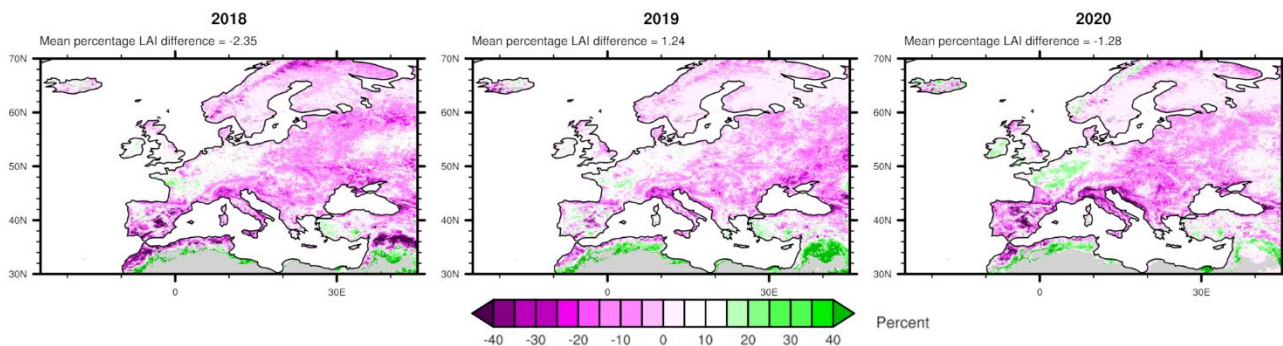 2018
Mean percentage LAI difference = -2.35
70N
60N
50N
40N
30N
0
30E
2019
Mean percentage LAI difference = 1.24
70N
60N
50N
40N
30N
0
30E
2020
Mean percentage LAI difference = -1.28
70N
60N
50N
40N
30N
0
30E
-40 -30 -20 -10 0 10 20 30 40
Percent